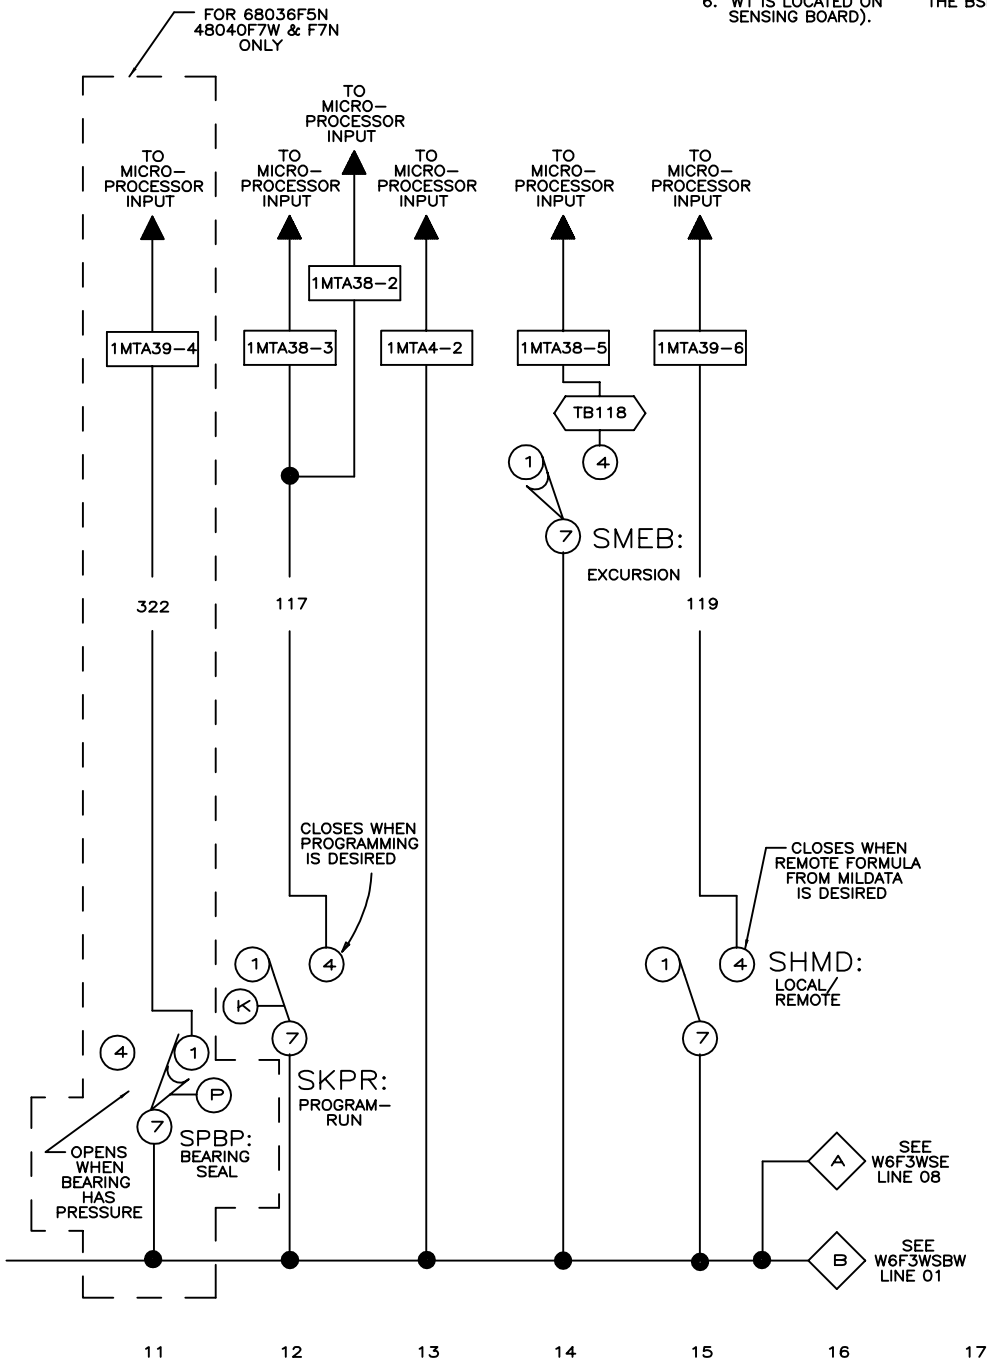 FOR 68036F5N
48040F7W & F7N
ONLY
6. WT IS LOCATED ON THE BS
SENSING BOARD).
TO
MICRO-
PROCESSOR
INPUT
TO
MICRO-
PROCESSOR
INPUT
TO
MICRO-
PROCESSOR
INPUT
TO
MICRO-
PROCESSOR
INPUT
TO
MICRO-
PROCESSOR
INPUT
TO
MICRO-
PROCESSOR
INPUT
1MTA38-2
1MTA39-4
1MTA38-3
1MTA4-2
1MTA38-5
1MTA39-6
TB118
1
4
7
SMEB:
EXCURSION
322
117
119
CLOSES WHEN
PROGRAMMING
IS DESIRED
CLOSES WHEN
REMOTE FORMULA
FROM MILDATA
IS DESIRED
1
4
K
7
SKPR:
PROGRAM-
RUN
1
4
7
SHMD:
LOCAL/
REMOTE
4
1
P
7
SPBP:
BEARING
SEAL
OPENS
WHEN
BEARING
HAS
PRESSURE
A
SEE
W6F3WSE
LINE 08
B
SEE
W6F3WSBW
LINE 01
11
12
13
14
15
16
17